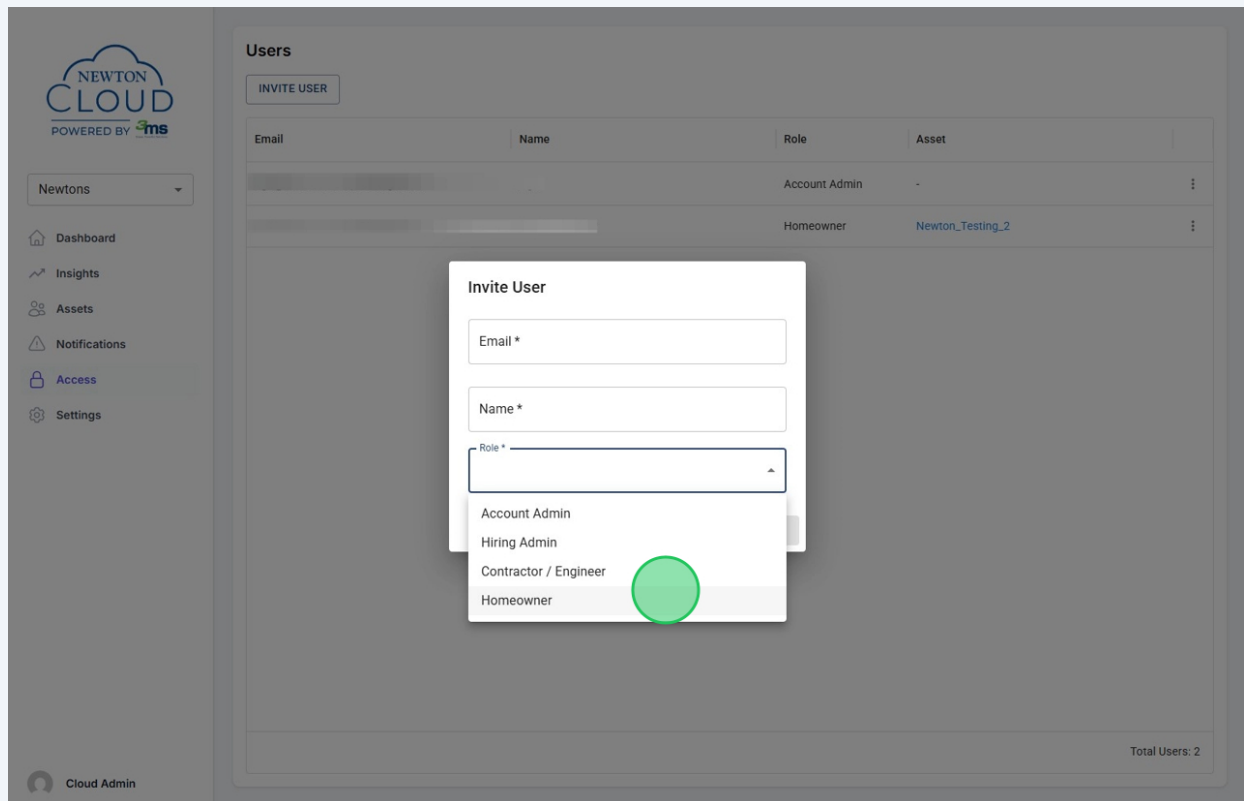 NEWTON
CLOUD
POWERED BY 3ms
Newtons
Dashboard
Insights
Assets
Notifications
Access
Settings
Cloud Admin
Users
INVITE USER
Email Name Role Asset
Account Admin -
Homeowner Newton_Testing_2
Invite User
Email *
Name *
Role *
Account Admin
Hiring Admin
Contractor / Engineer
Homeowner
Total Users: 2